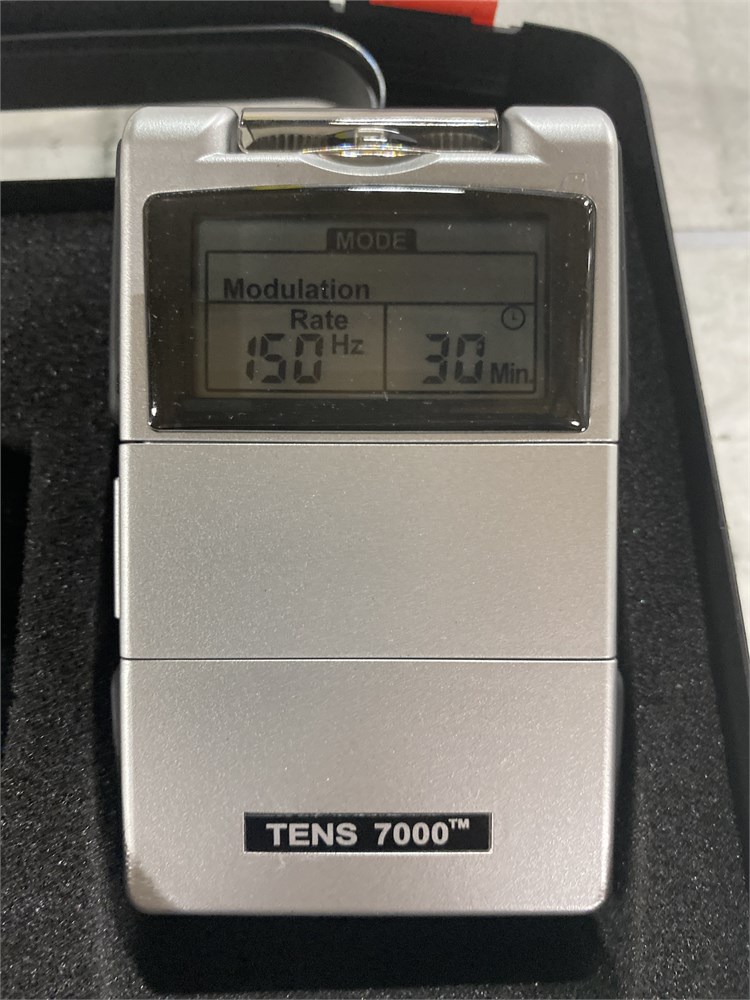 MODE
Modulation
Rate
150 Hz 30 Min.
TENS 7000™